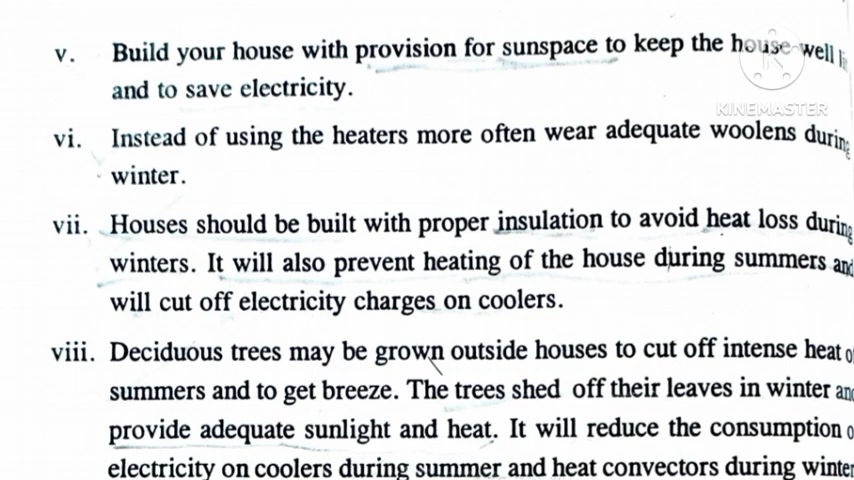 v. Build your house with provision for sunspace to keep the house well
and to save electricity.
KINEMASTER
vi. Instead of using the heaters more often wear adequate woolens during
winter.
vii. Houses should be built with proper insulation to avoid heat loss during
winters. It will also prevent heating of the house during summers and
will cut off electricity charges on coolers.
viii. Deciduous trees may be grown outside houses to cut off intense heat
summers and to get breeze. The trees shed off their leaves in winter and
provide adequate sunlight and heat. It will reduce the consumption
electricity on coolers during summer and heat convectors during winter